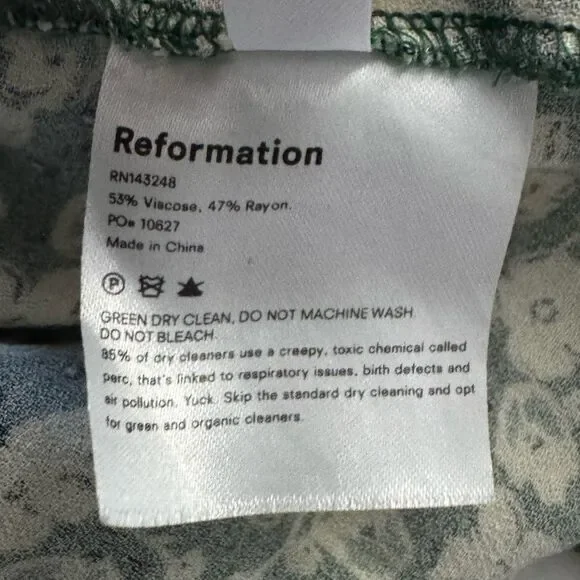 Reformation
RN143248
53% Viscose, 47% Rayon.
PO# 10627
Made in China
P
GREEN DRY CLEAN, DO NOT MACHINE WASH.
DO NOT BLEACH.
85% of dry cleaners use a creepy, toxic chemical called
perc, that's linked to respiratory issues, birth defects and
air pollution. Yuck. Skip the standard dry cleaning and opt
for green and organic cleaners.